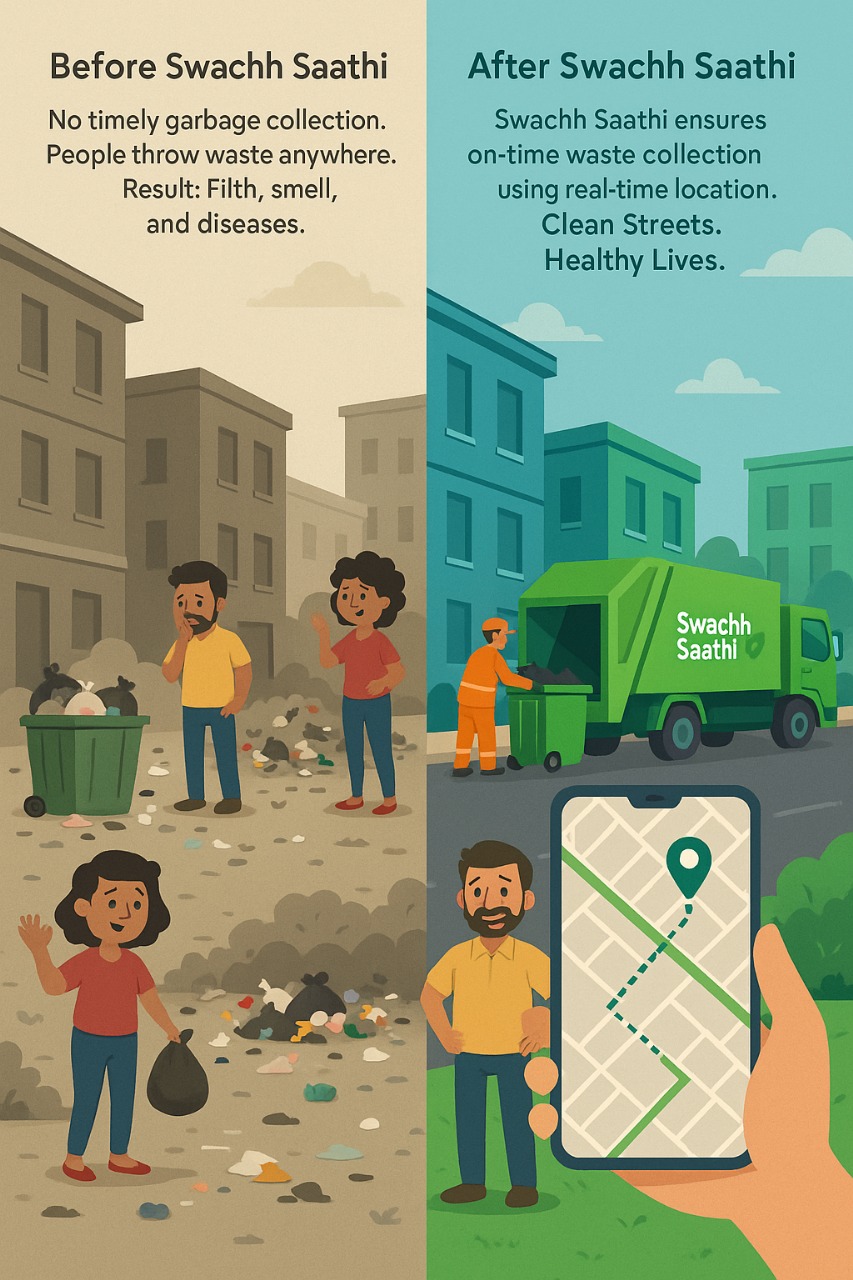 Before Swachh Saathi
No timely garbage collection.
People throw waste anywhere.
Result: Filth, smell,
and diseases.
After Swachh Saathi
Swachh Saathi ensures
on-time waste collection
using real-time location.
Clean Streets.
Healthy Lives.
Swachh
Saathi